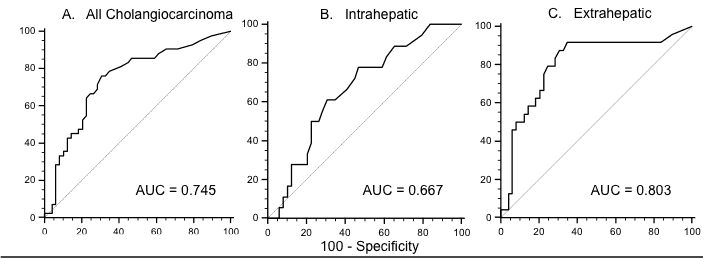 A. All Cholangiocarcinoma
B. Intrahepatic
C. Extrahepatic
100
80
60
40
20
0
0 20 40 60 80 100
AUC = 0.745
100
80
60
40
20
0
0 20 40 60 80 100
AUC = 0.667
100
80
60
40
20
0
0 20 40 60 80 100
AUC = 0.803
100 - Specificity